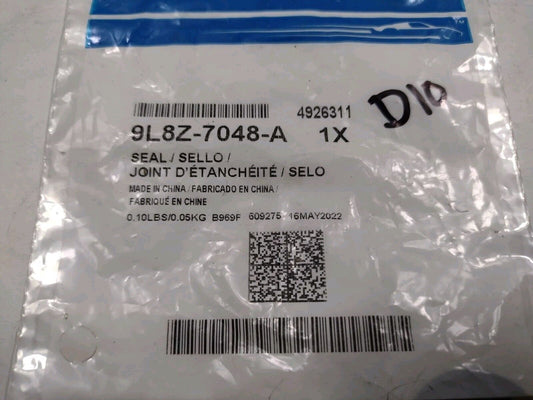 4926311
D10
9L8Z-7048-A 1X
SEAL / SELLO /
JOINT D'ÉTANCHÉITÉ / SELO
MADE IN CHINA / FABRICADO EN CHINA /
FABRIQUÉ EN CHINE
0.10LBS/0.05KG B969F 609275 16MAY2022